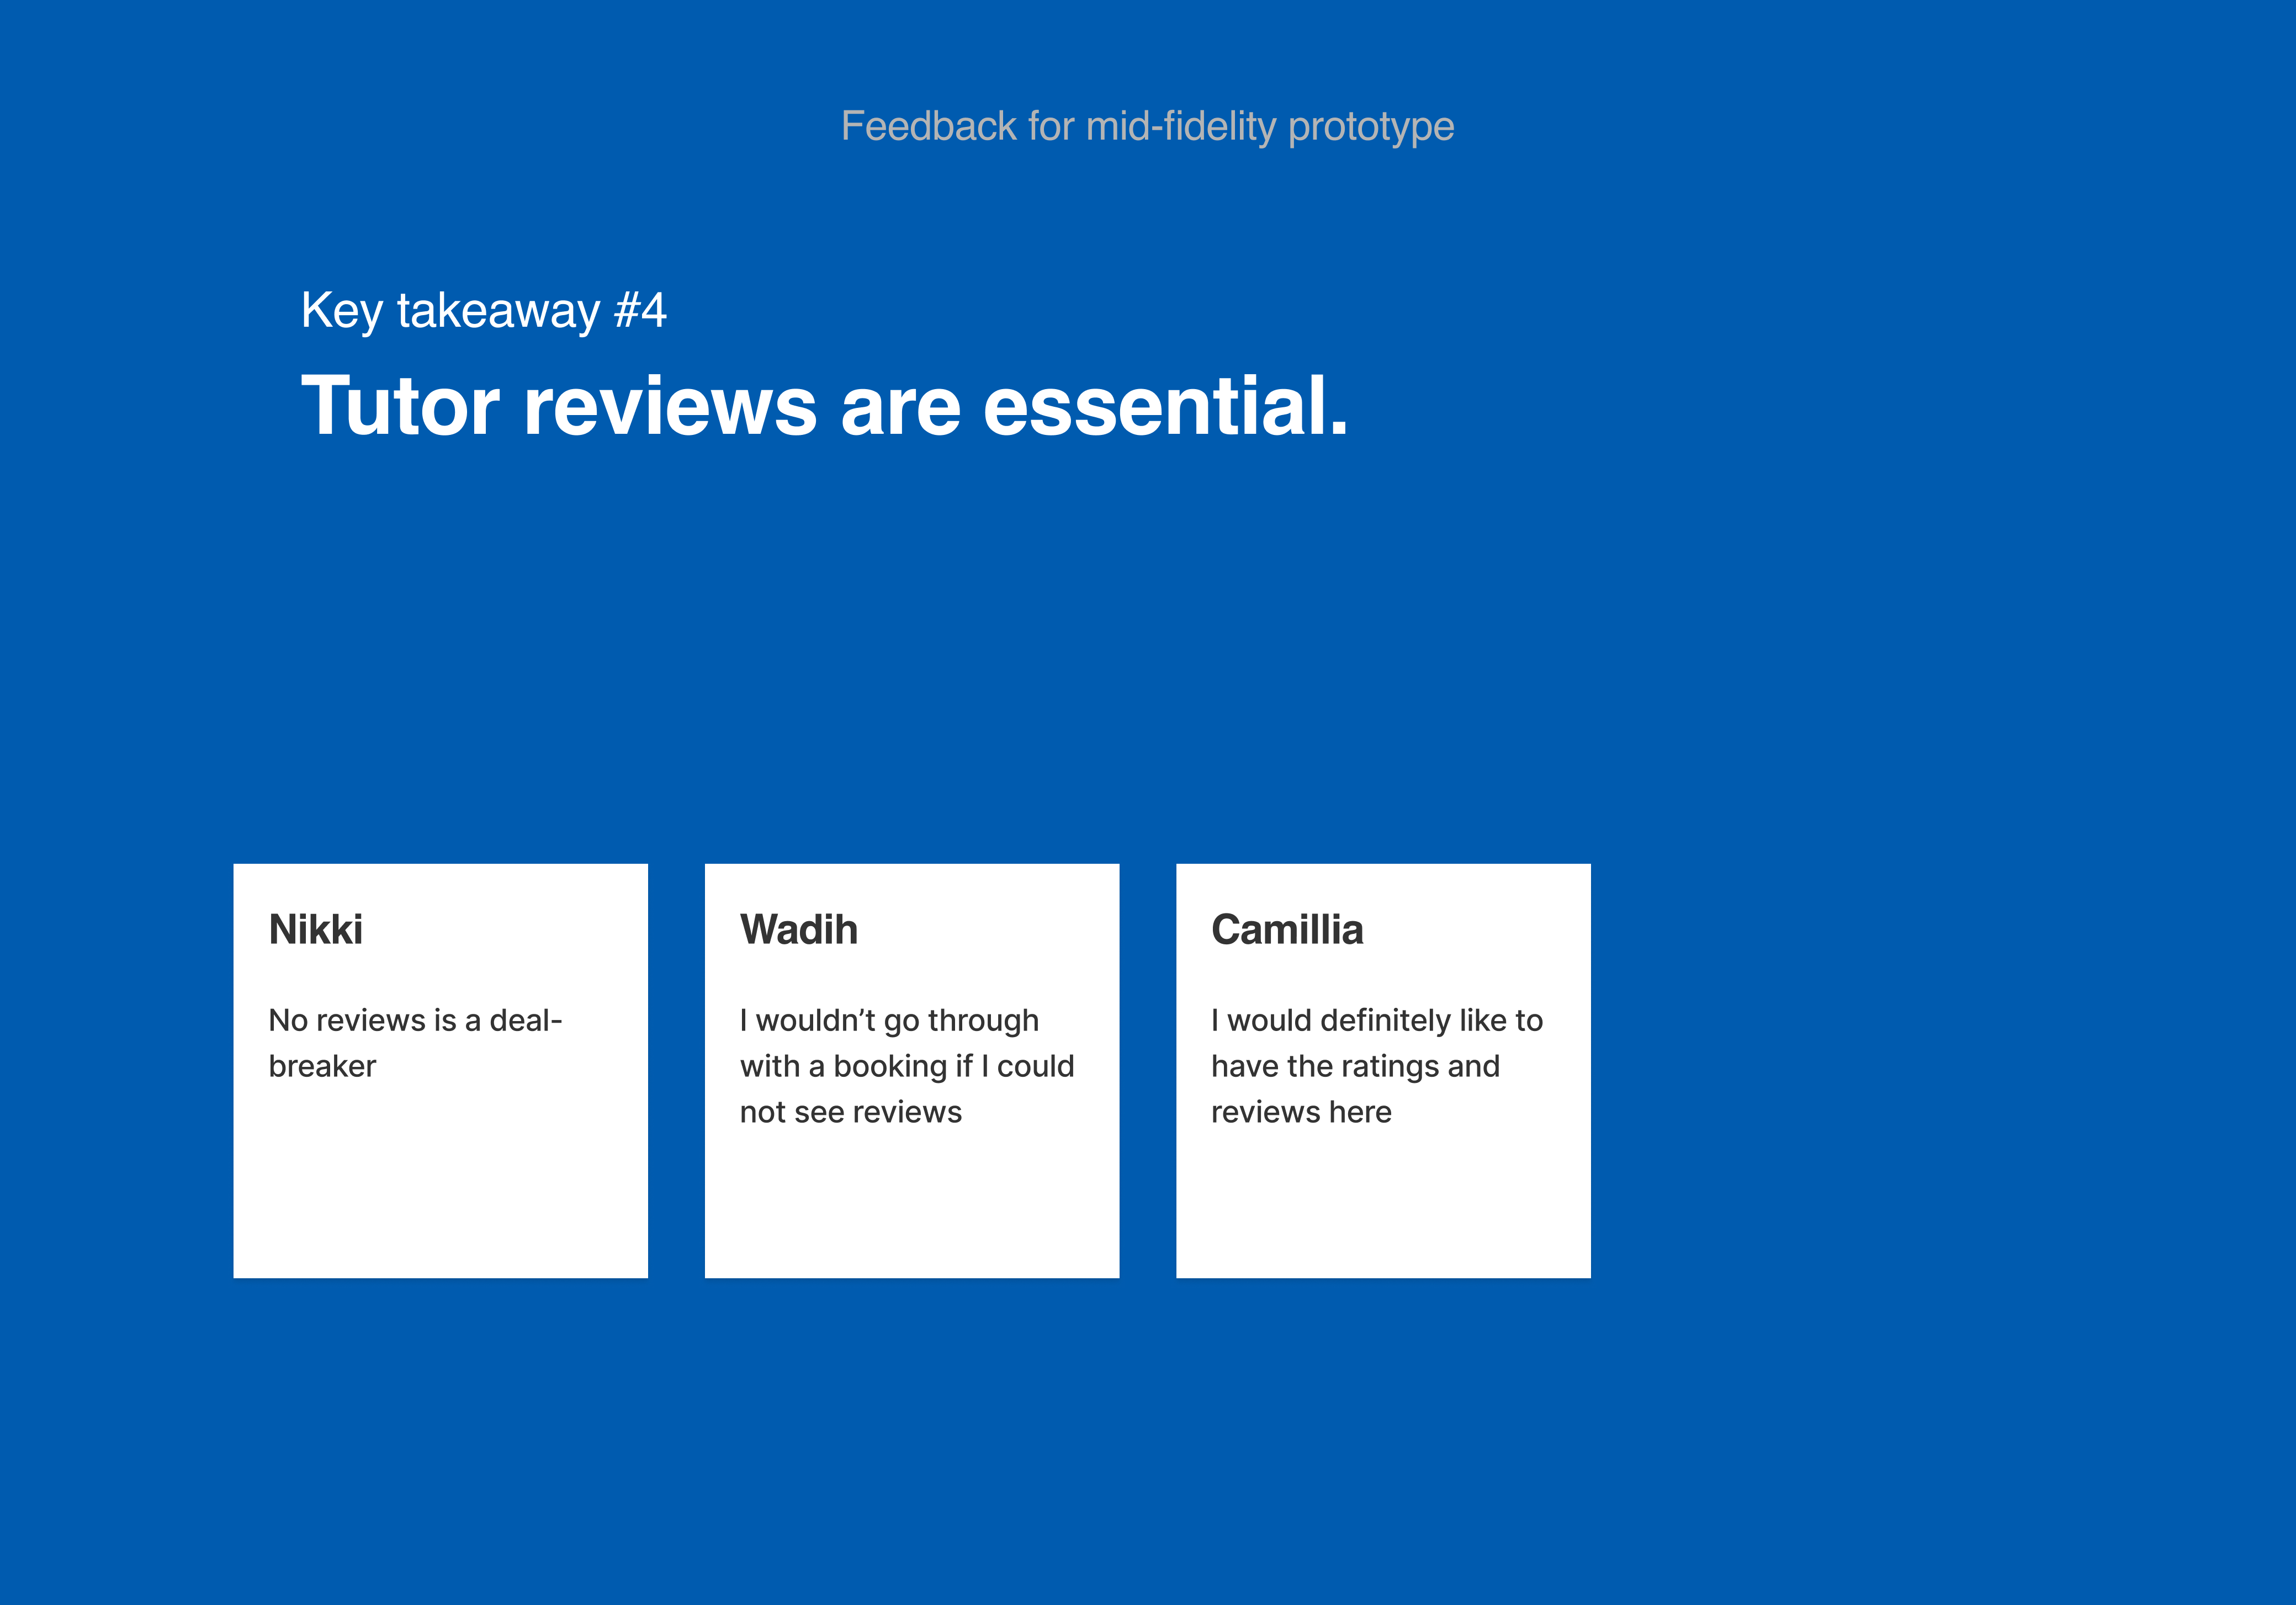 Feedback for mid-fidelity prototype
Key takeaway #4
Tutor reviews are essential.
Nikki
No reviews is a deal-
breaker
Wadih
I wouldn’t go through
with a booking if I could
not see reviews
Camillia
I would definitely like to
have the ratings and
reviews here